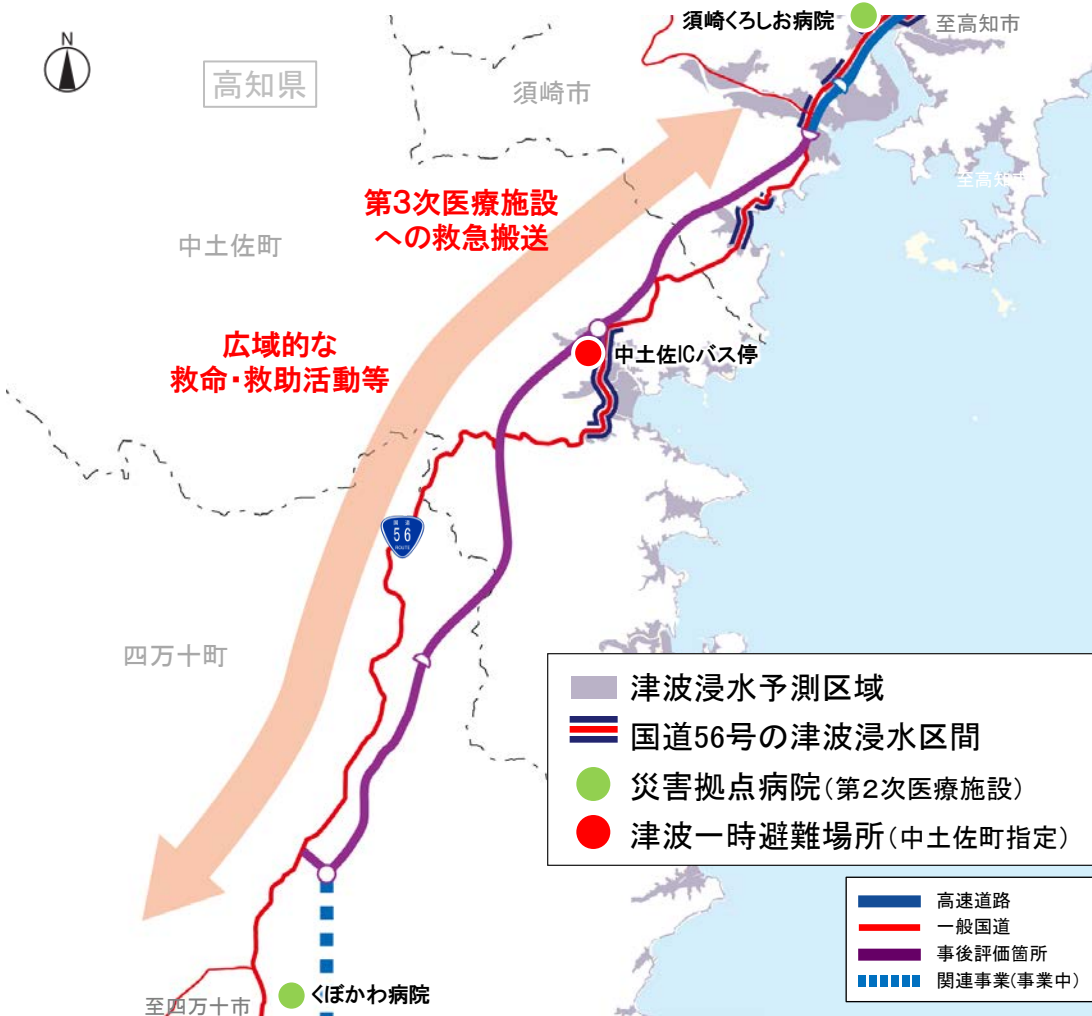 須崎くろしお病院
至高知市
N
高知県
須崎市
至高知市
第3次医療施設
への救急搬送
中土佐町
広域的な
救命・救助活動等
中土佐ICバス停
国道
56
ROUTE
四万十町
津波浸水予測区域
国道56号の津波浸水区間
災害拠点病院(第2次医療施設)
津波一時避難場所(中土佐町指定)
高速道路
一般国道
事後評価箇所
関連事業(事業中)
くぼかわ病院
至四万十市